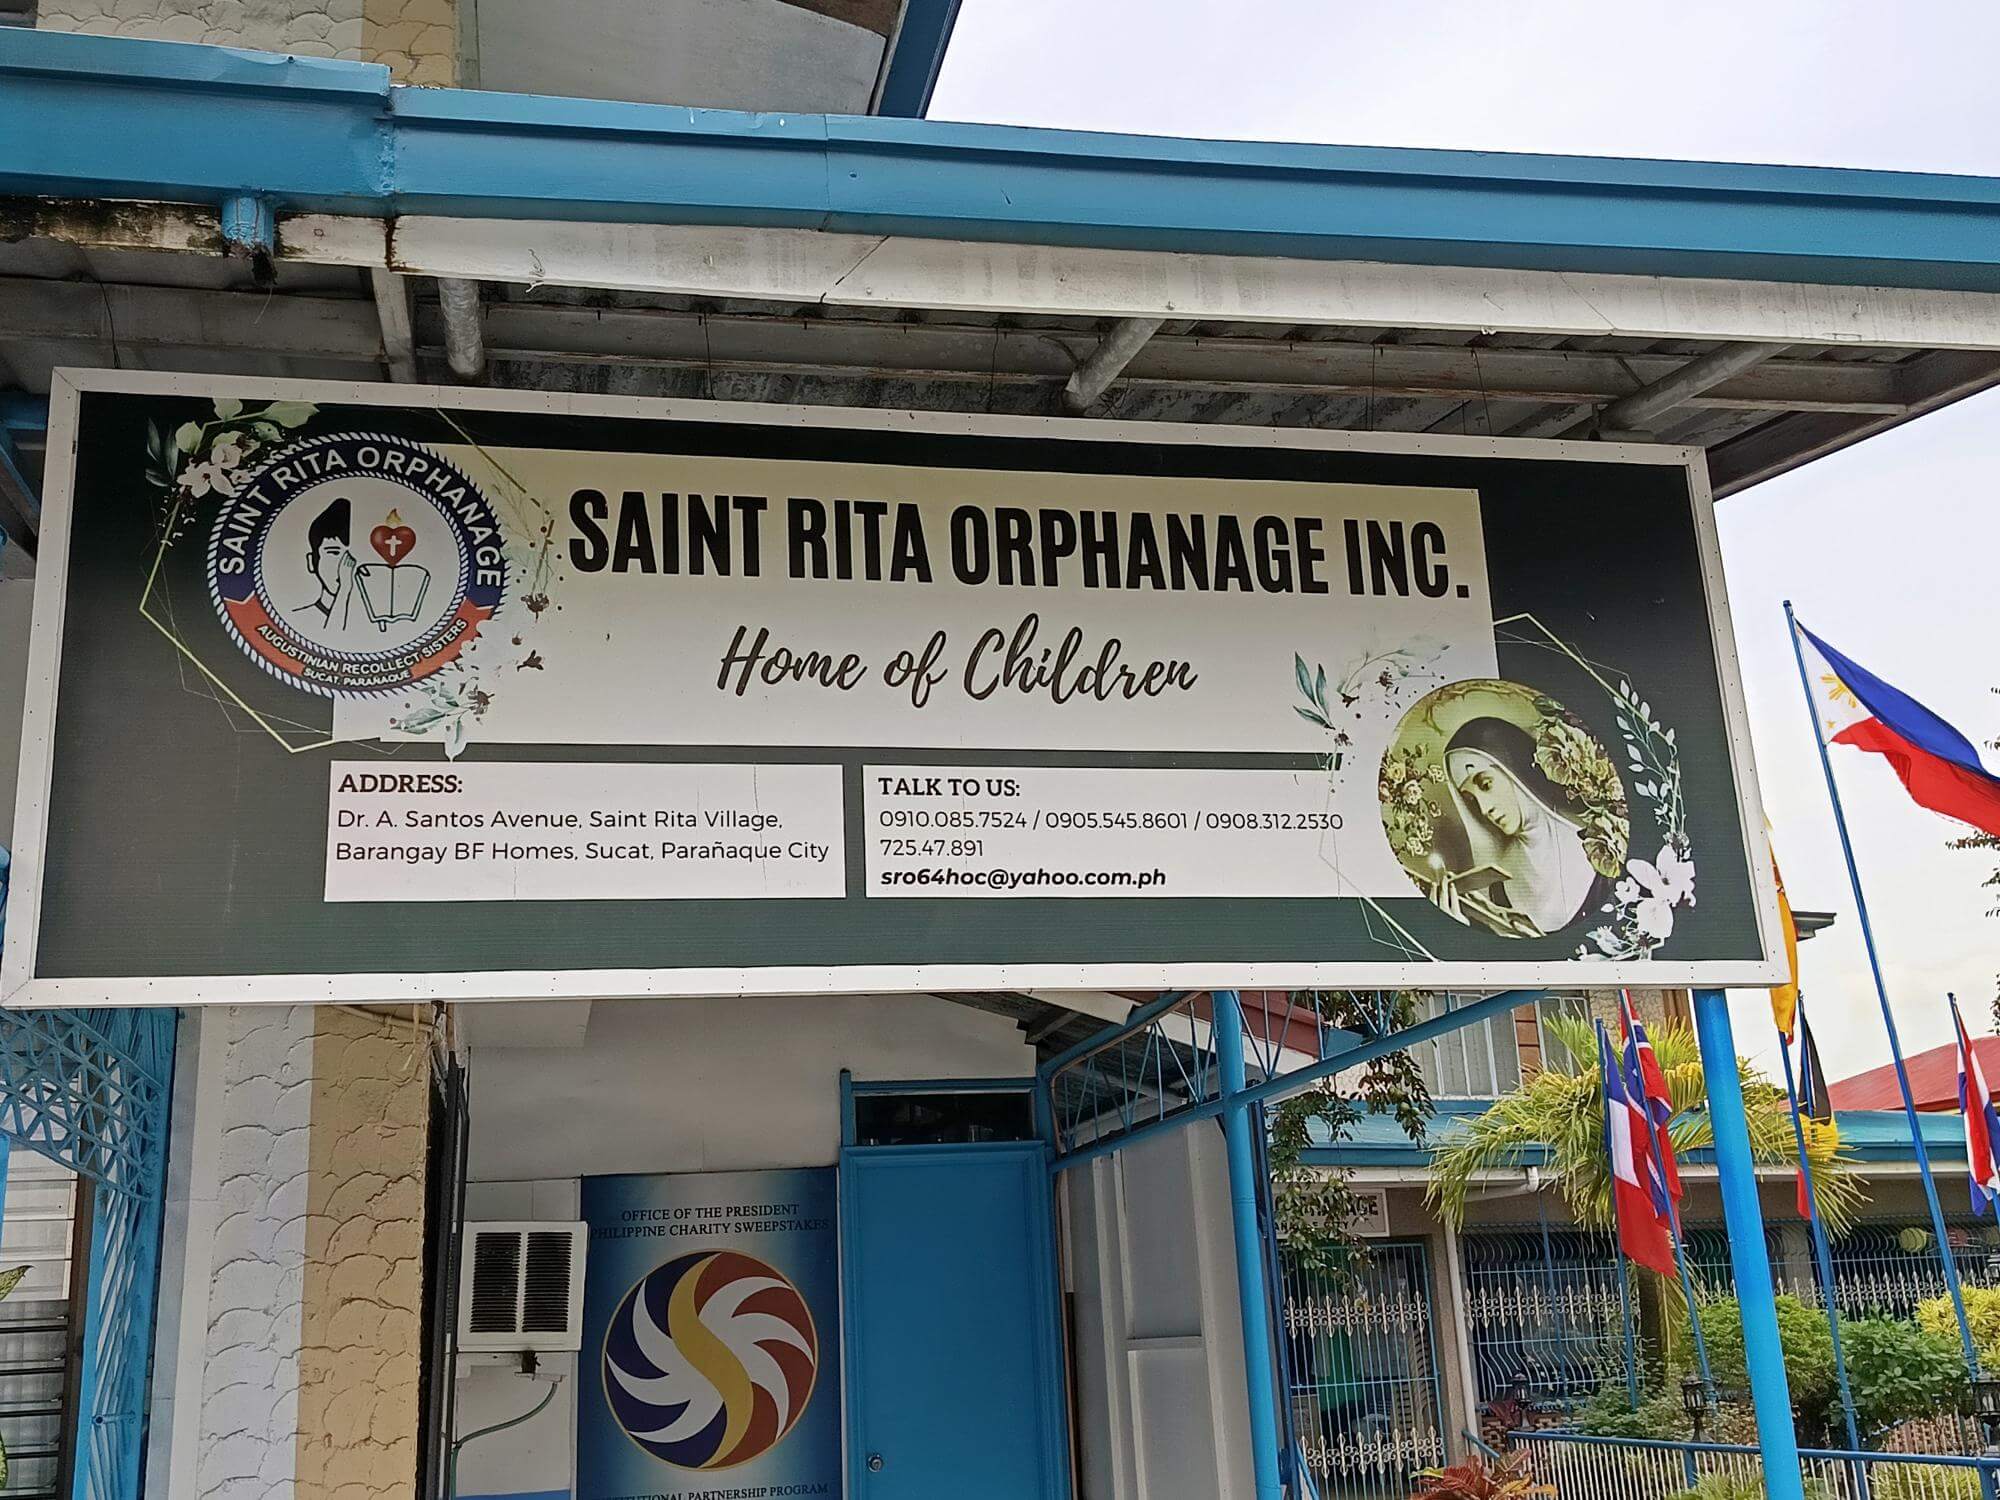 SAINT RITA ORPHANAGE
AUGUSTINIAN RECOLLECT SISTERS
SUCAT, PARAÑAQUE
SAINT RITA ORPHANAGE INC.
Home of Children
ADDRESS:
Dr. A. Santos Avenue, Saint Rita Village,
Barangay BF Homes, Sucat, Parañaque City
TALK TO US:
0910.085.7524 / 0905.545.8601 / 0908.312.2530
725.47.891
sro64hoc@yahoo.com.ph
OFFICE OF THE PRESIDENT
PHILIPPINE CHARITY SWEEPSTAKES
PARTNERSHIP PROGRAM